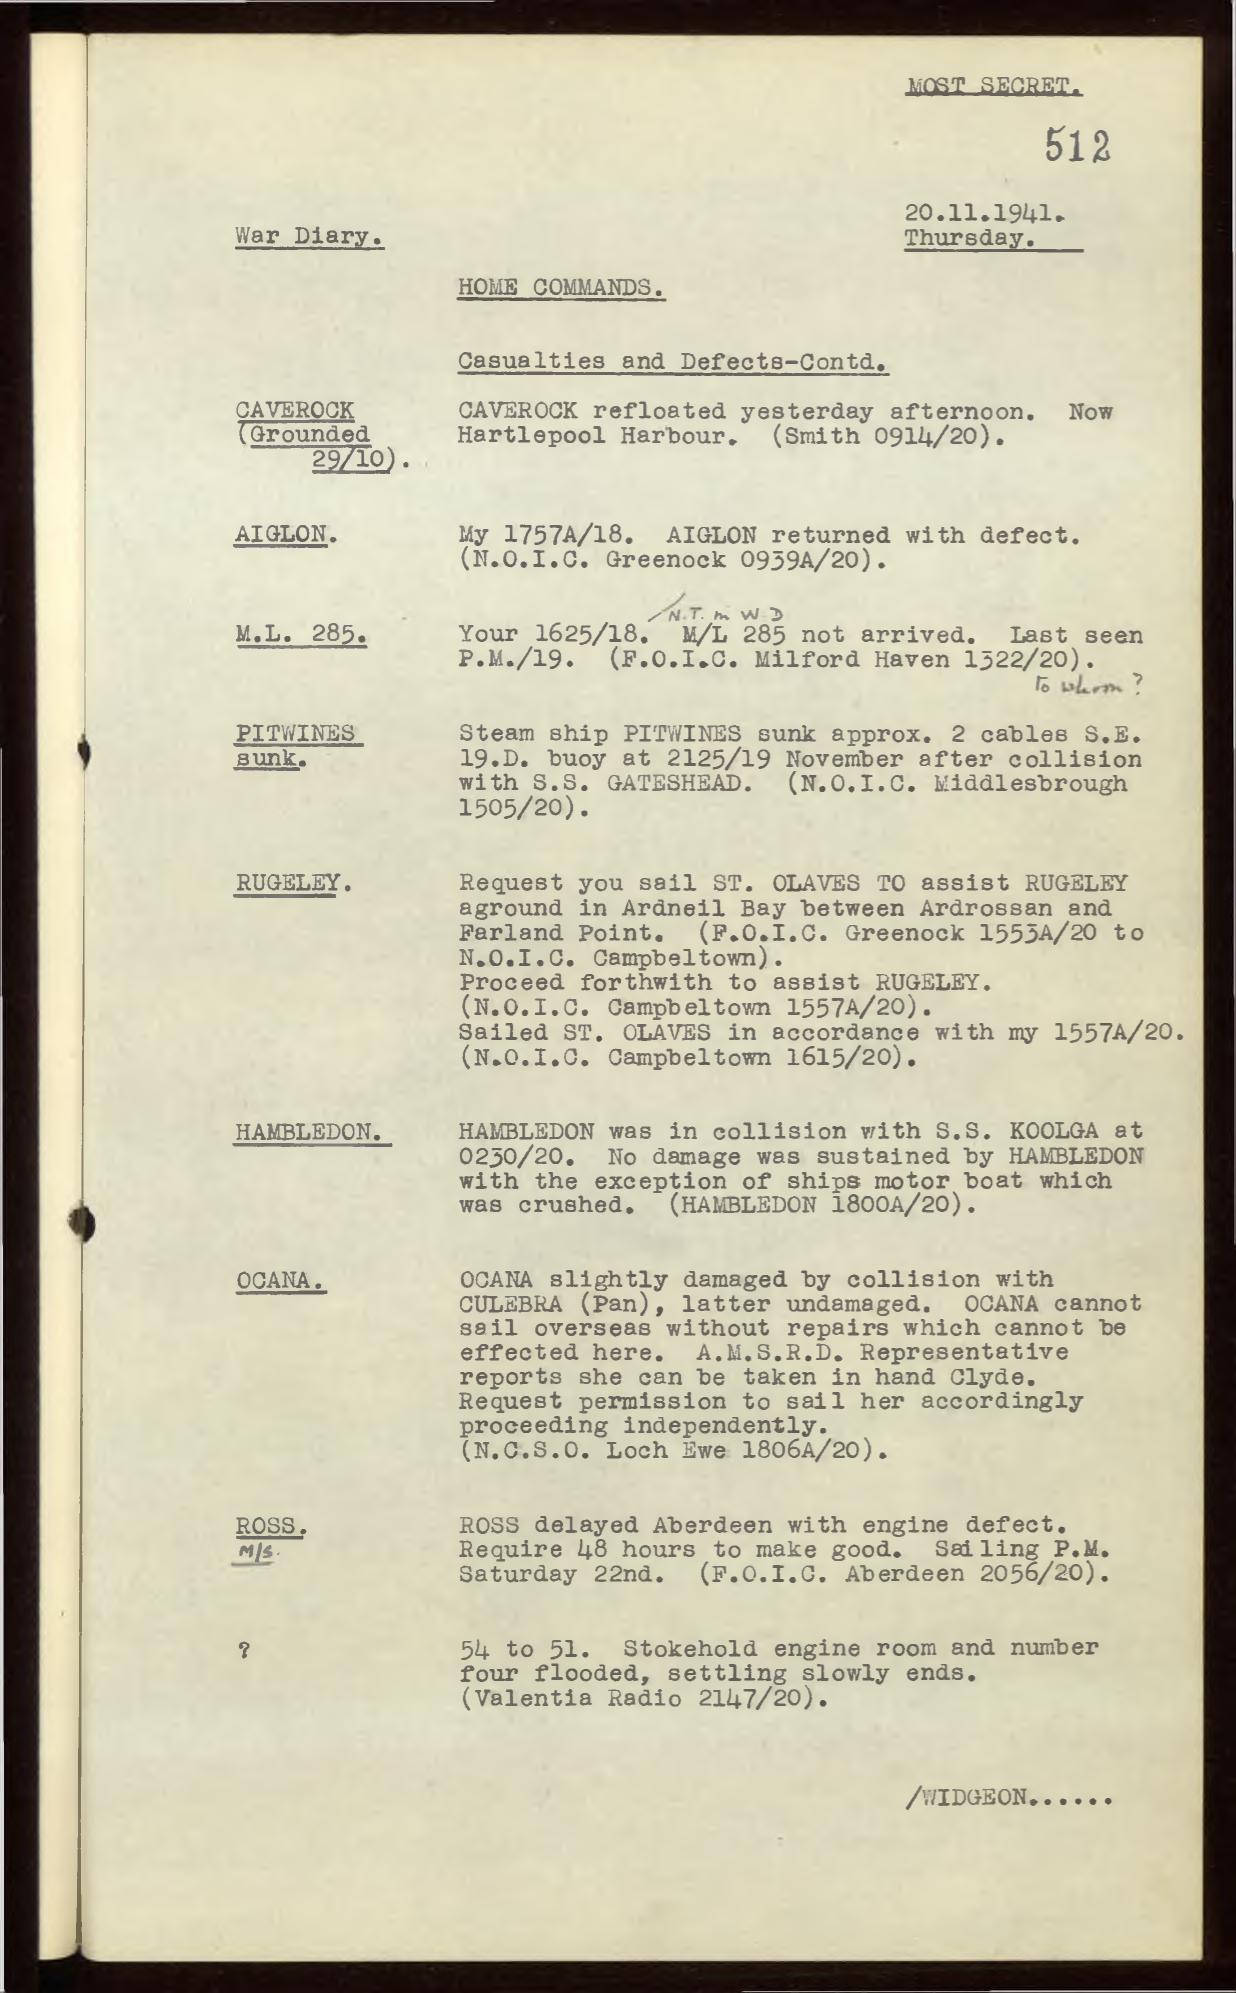 MOST SECRET.
512
20.11.1941.
War Diary.
Thursday.
HOME COMMANDS.
Casualties and Defects-Contd.
CAVEROCK
(Grounded
29/10).
CAVEROCK refloated yesterday afternoon. Now
Hartlepool Harbour. (Smith 0914/20).
AIGLON.
My 1757A/18. AIGLON returned with defect.
(N.O.I.C. Greenock 0939A/20).
/N.T. in W D
M.L. 285.
Your 1625/18. M/L 285 not arrived. Last seen
P.M./19. (F.O.I.C. Milford Haven 1322/20).
To whom?
PITWINES
sunk.
Steam ship PITWINES sunk approx. 2 cables S.E.
19.D. buoy at 2125/19 November after collision
with S.S. GATESHEAD. (N.O.I.C. Middlesbrough
1505/20).
RUGELEY.
Request you sail ST. OLAVES TO assist RUGELEY
aground in Ardneil Bay between Ardrossan and
Farland Point. (F.O.I.C. Greenock 1553A/20 to
N.O.I.C. Campbeltown).
Proceed forthwith to assist RUGELEY.
(N.O.I.C. Campbeltown 1557A/20).
Sailed ST. OLAVES in accordance with my 1557A/20.
(N.O.I.C. Campbeltown 1615/20).
HAMBLEDON.
HAMBLEDON was in collision with S.S. KOOLGA at
0230/20. No damage was sustained by HAMBLEDON
with the exception of ships motor boat which
was crushed. (HAMBLEDON 1800A/20).
OCANA.
OCANA slightly damaged by collision with
CULEBRA (Pan), latter undamaged. OCANA cannot
sail overseas without repairs which cannot be
effected here. A.M.S.R.D. Representative
reports she can be taken in hand Clyde.
Request permission to sail her accordingly
proceeding independently.
(N.C.S.O. Loch Ewe 1806A/20).
ROSS.
M/S.
ROSS delayed Aberdeen with engine defect.
Require 48 hours to make good. Sailing P.M.
Saturday 22nd. (F.O.I.C. Aberdeen 2056/20).
?
54 to 51. Stokehold engine room and number
four flooded, settling slowly ends.
(Valentia Radio 2147/20).
/WIDGEON......